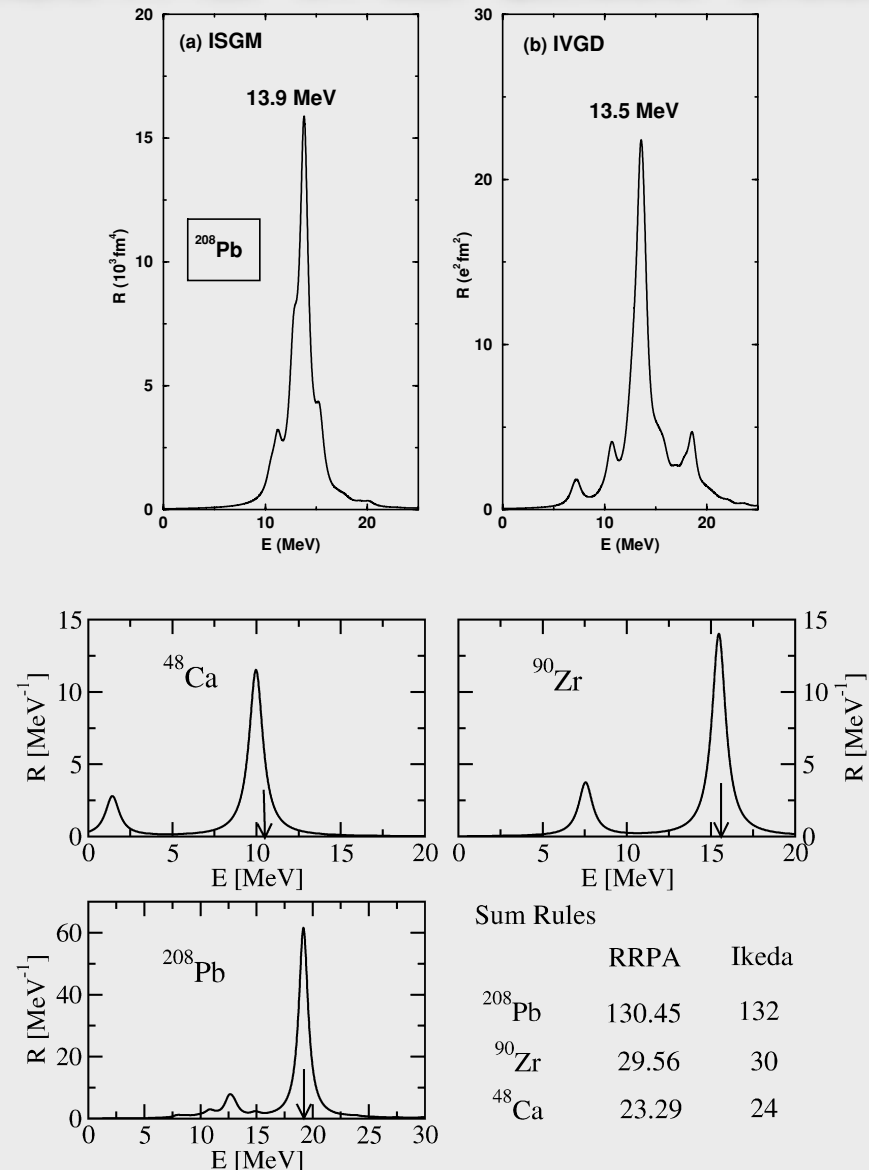 (a) ISGM
13.9 MeV
²⁰⁸Pb
20
15
10
5
0
R (10³fm⁴)
0 10 20
E (MeV)
(b) IVGD
13.5 MeV
30
20
10
0
R (e²fm²)
0 10 20
E (MeV)
⁴⁸Ca
15
10
5
0
R [MeV⁻¹]
0 5 10 15 20
E [MeV]
⁹⁰Zr
15
10
5
0
R [MeV⁻¹]
0 5 10 15 20
E [MeV]
²⁰⁸Pb
60
40
20
0
R [MeV⁻¹]
0 5 10 15 20 25 30
E [MeV]
Sum Rules
RRPA Ikeda
²⁰⁸Pb 130.45 132
⁹⁰Zr 29.56 30
⁴⁸Ca 23.29 24